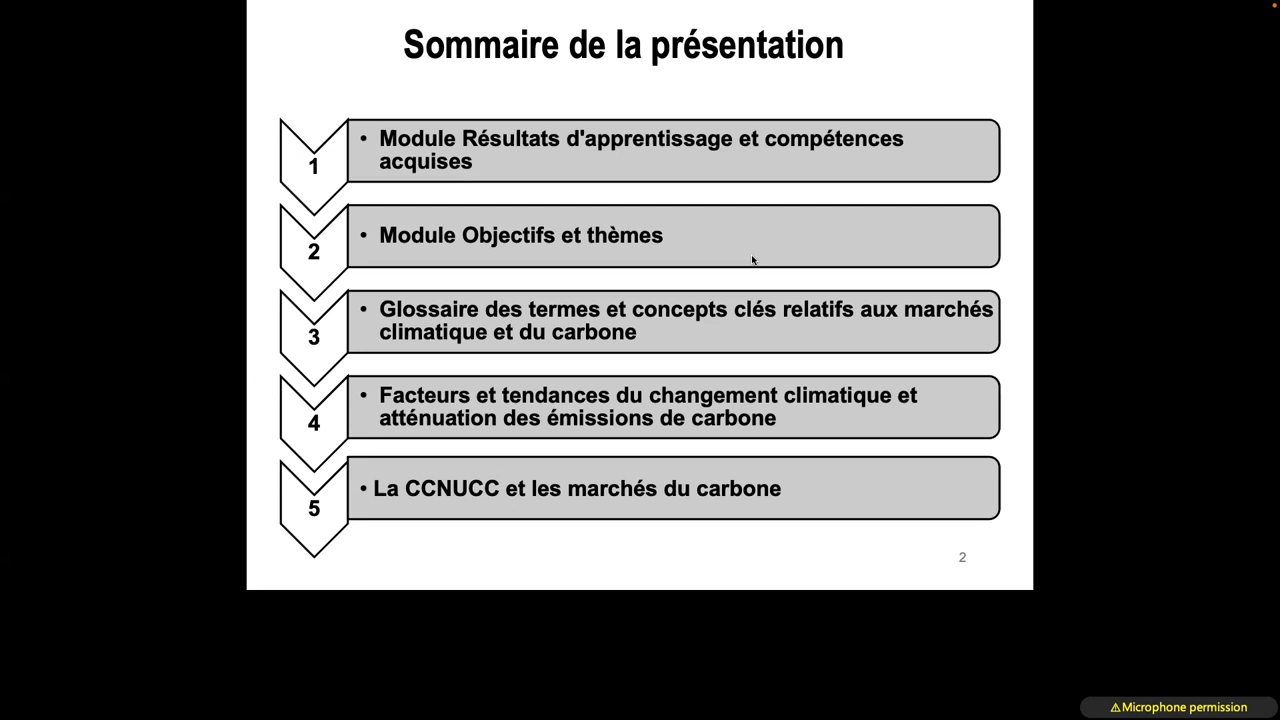 Sommaire de la présentation
1
• Module Résultats d'apprentissage et compétences
acquises
2
• Module Objectifs et thèmes
3
• Glossaire des termes et concepts clés relatifs aux marchés
climatique et du carbone
4
• Facteurs et tendances du changement climatique et
atténuation des émissions de carbone
5
• La CCNUCC et les marchés du carbone
2
⚠Microphone permission